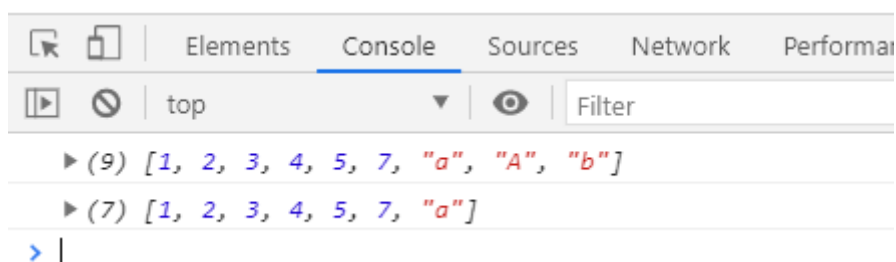 Elements Console Sources Network Performar
top Filter
(9) [1, 2, 3, 4, 5, 7, "a", "A", "b"]
(7) [1, 2, 3, 4, 5, 7, "a"]
>